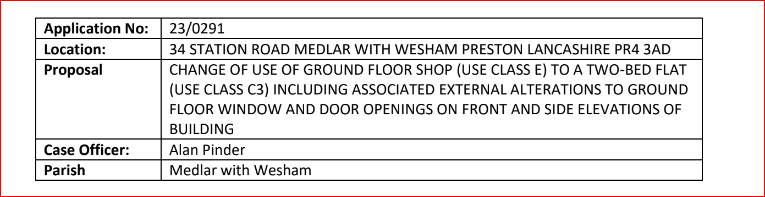 Application No: 23/0291
Location: 34 STATION ROAD MEDLAR WITH WESHAM PRESTON LANCASHIRE PR4 3AD
Proposal CHANGE OF USE OF GROUND FLOOR SHOP (USE CLASS E) TO A TWO-BED FLAT
(USE CLASS C3) INCLUDING ASSOCIATED EXTERNAL ALTERATIONS TO GROUND
FLOOR WINDOW AND DOOR OPENINGS ON FRONT AND SIDE ELEVATIONS OF
BUILDING
Case Officer: Alan Pinder
Parish Medlar with Wesham